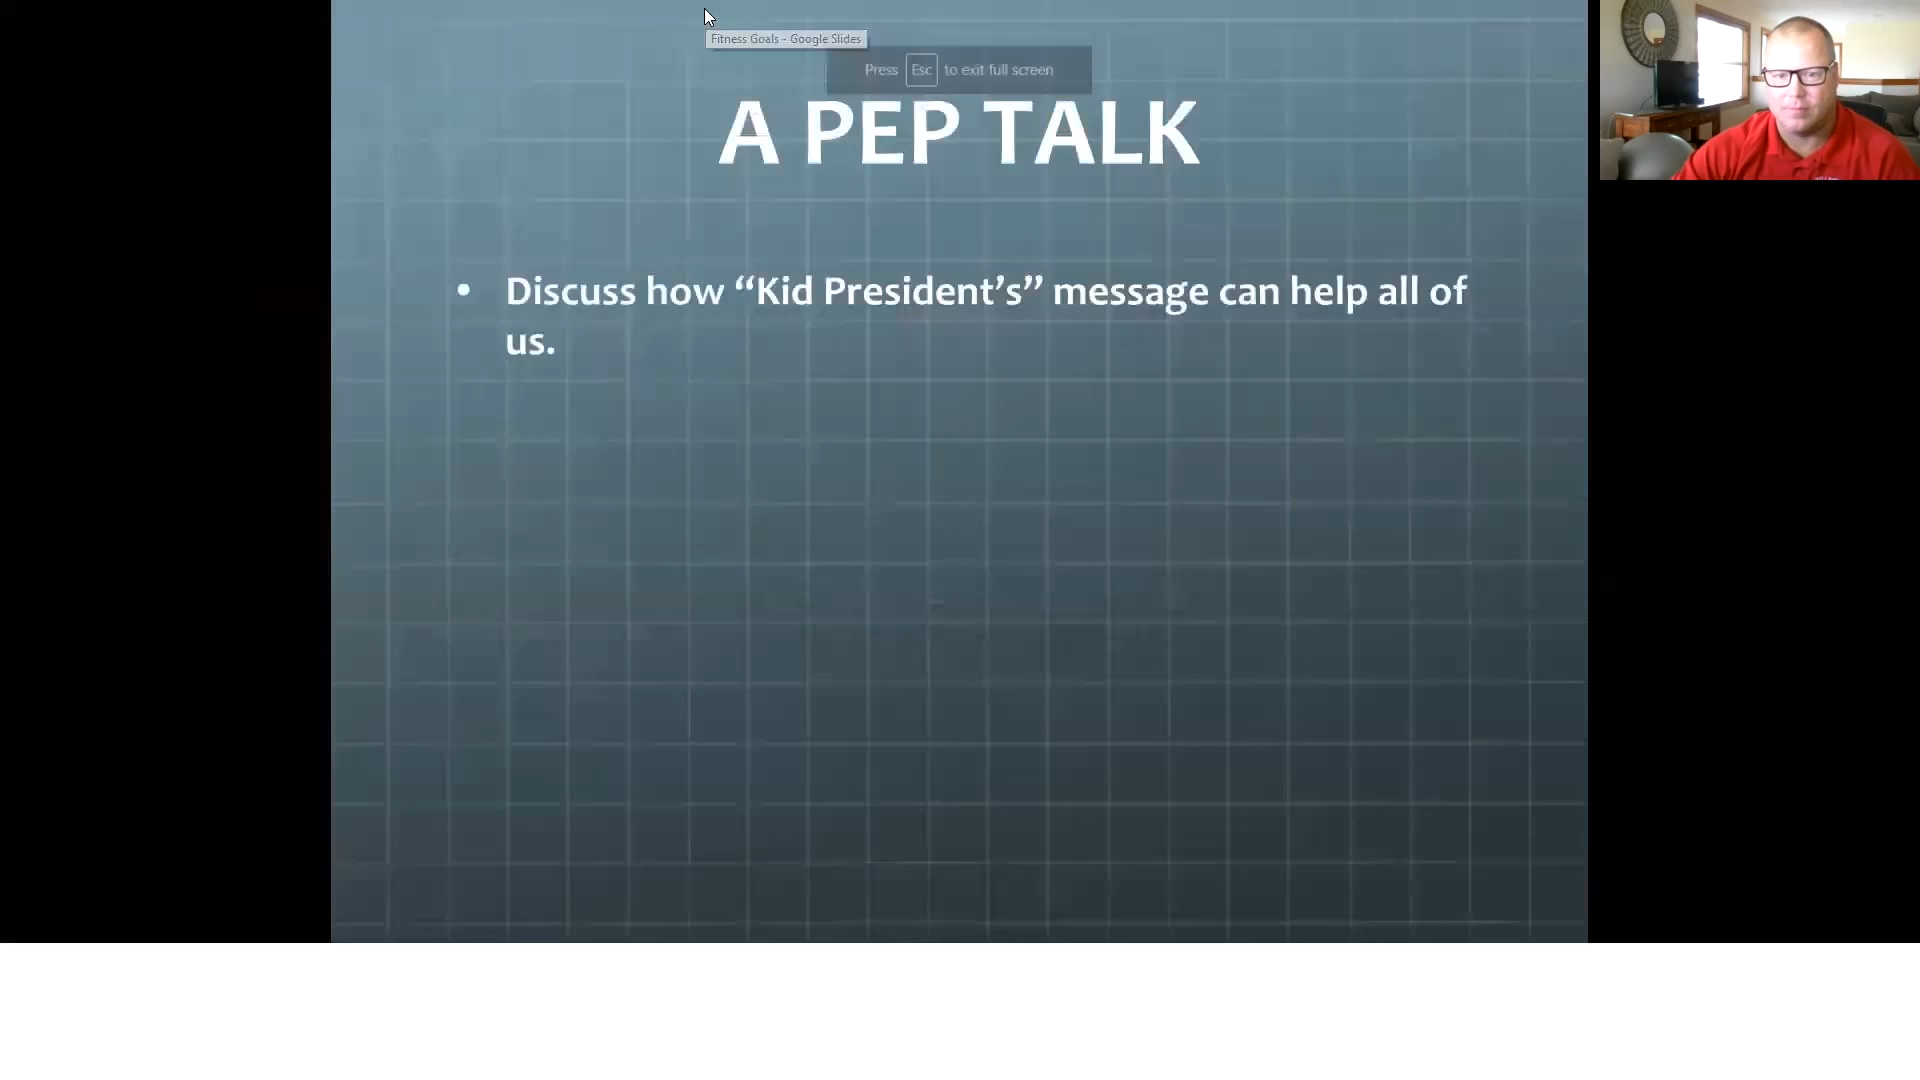 Fitness Goals - Google Slides
Press Esc to exit full screen
A PEP TALK
• Discuss how “Kid President’s” message can help all of
us.